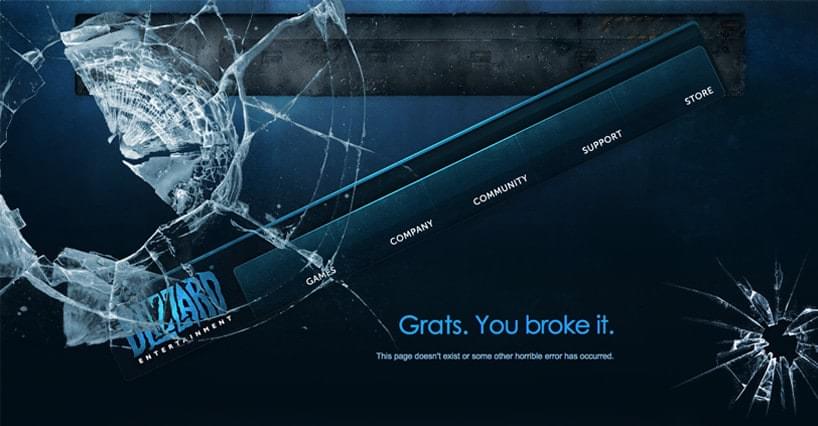 STORE
SUPPORT
COMMUNITY
COMPANY
GAMES
BLIZZARD
ENTERTAINMENT
Grats. You broke it.
This page doesn't exist or some other horrible error has occurred.